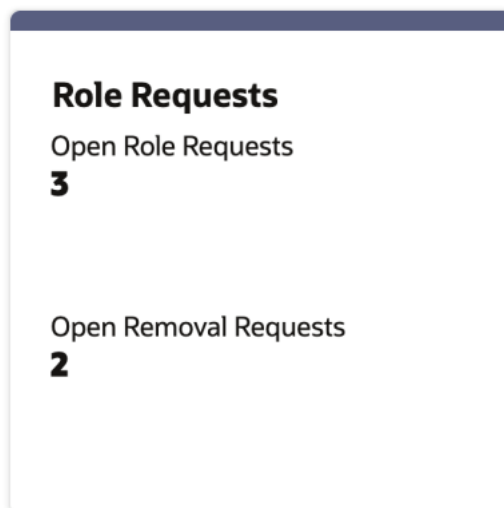 Role Requests
Open Role Requests
3
Open Removal Requests
2